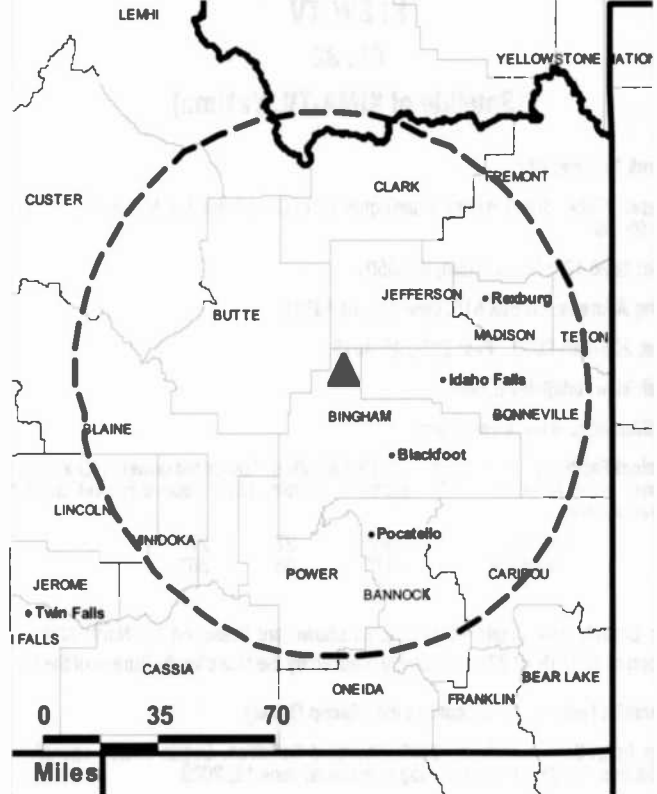 LEMHI
YELLOWSTONE NATION
CUSTER
CLARK
FREMONT
BUTTE
JEFFERSON
Rexburg
MADISON
TETON
Idaho Falls
BINGHAM
BONNEVILLE
BLAINE
Blackfoot
LINCOLN
MINIDOKA
Pocatello
JEROME
POWER
CARIBOU
BANNOCK
Twin Falls
FALLS
CASSIA
BEAR LAKE
ONEIDA
FRANKLIN
0 35 70
Miles